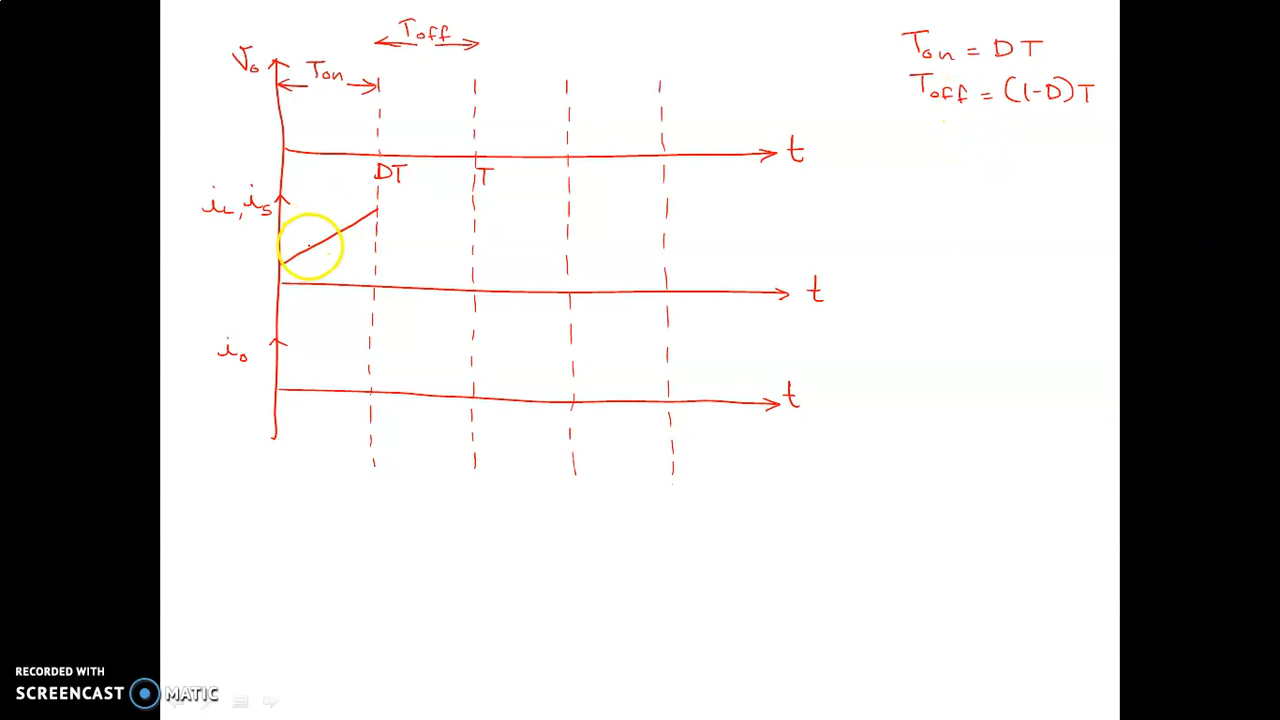 Toff
Vo
Ton
Ton = DT
Toff = (1-D)T
t
DT
T
iL, is
t
io
t
RECORDED WITH
SCREENCAST MATIC